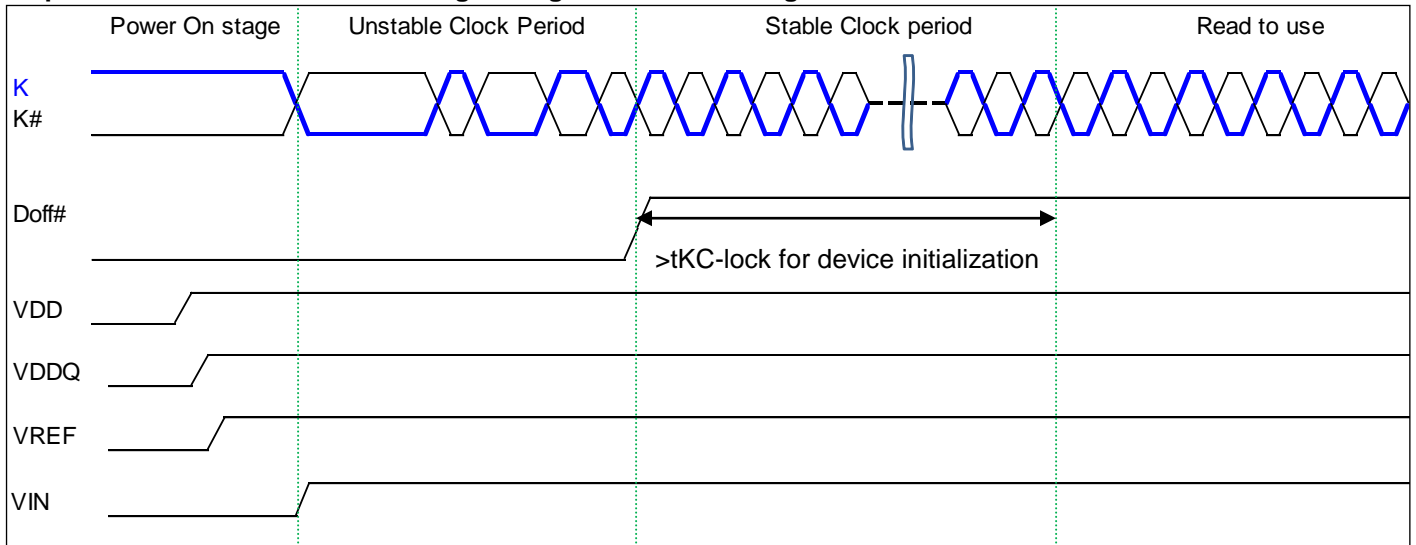 Power On stage
Unstable Clock Period
Stable Clock period
Read to use
K
K#
Doff#
>tKC-lock for device initialization
VDD
VDDQ
VREF
VIN